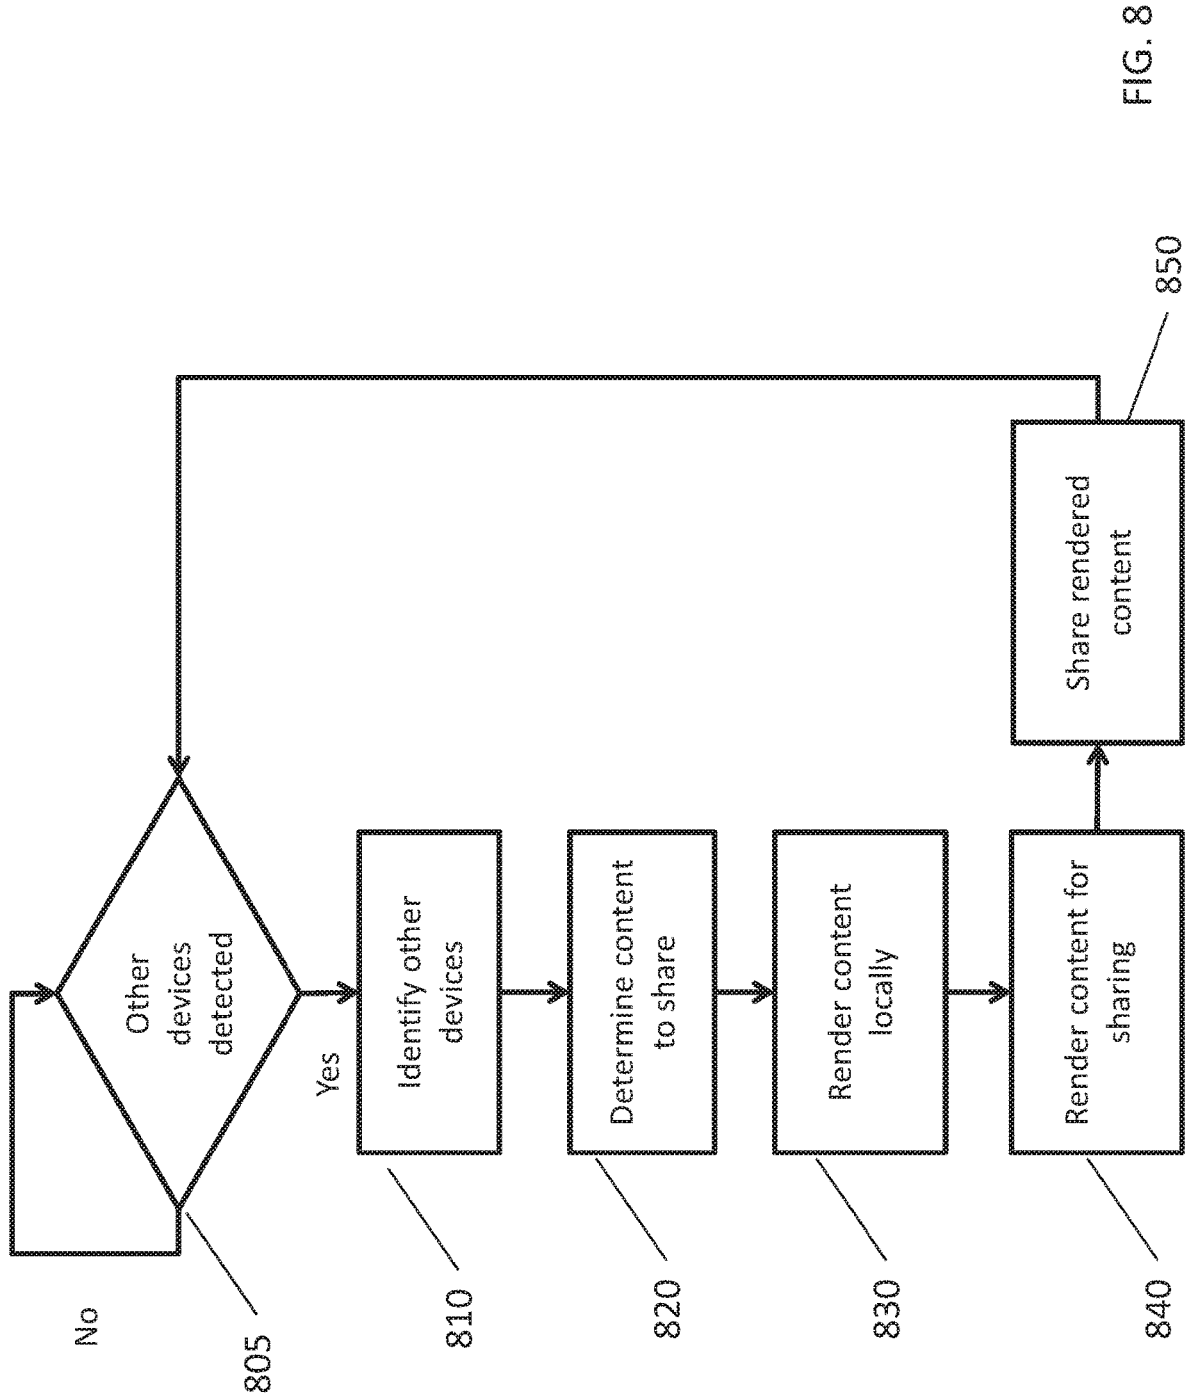 No
805
Other
devices
detected
Yes
810
Identify other
devices
820
Determine content
to share
830
Render content
locally
840
Render content for
sharing
Share rendered
content
850
FIG. 8